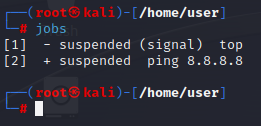 ┌──(root㉿kali)-[/home/user]
└─# jobs
[1]  - suspended (signal)  top
[2]  + suspended  ping 8.8.8.8
┌──(root㉿kali)-[/home/user]
└─#